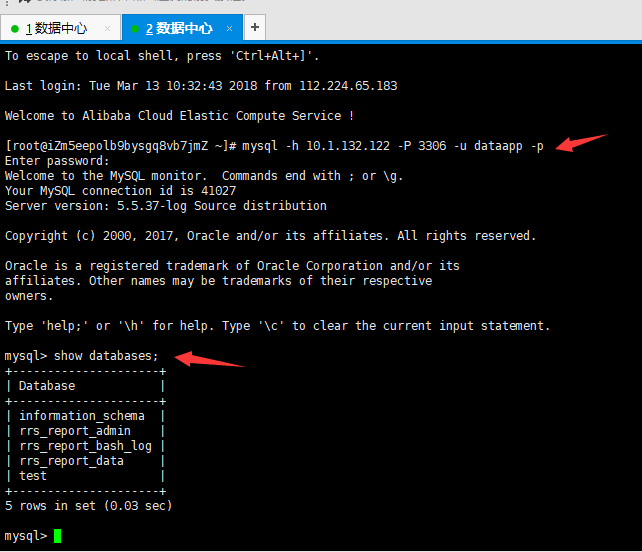 1 数据中心 × 2 数据中心 × +
To escape to local shell, press 'Ctrl+Alt+]'.
Last login: Tue Mar 13 10:32:43 2018 from 112.224.65.183
Welcome to Alibaba Cloud Elastic Compute Service !
[root@iZm5eepolb9bysgq8vb7jmZ ~]# mysql -h 10.1.132.122 -P 3306 -u dataapp -p
Enter password:
Welcome to the MySQL monitor.  Commands end with ; or \g.
Your MySQL connection id is 41027
Server version: 5.5.37-log Source distribution
Copyright (c) 2000, 2017, Oracle and/or its affiliates. All rights reserved.
Oracle is a registered trademark of Oracle Corporation and/or its
affiliates. Other names may be trademarks of their respective
owners.
Type 'help;' or '\h' for help. Type '\c' to clear the current input statement.
mysql> show databases;
+--------------------+
| Database           |
+--------------------+
| information_schema |
| rrs_report_admin   |
| rrs_report_bash_log |
| rrs_report_data    |
| test               |
+--------------------+
5 rows in set (0.03 sec)
mysql>